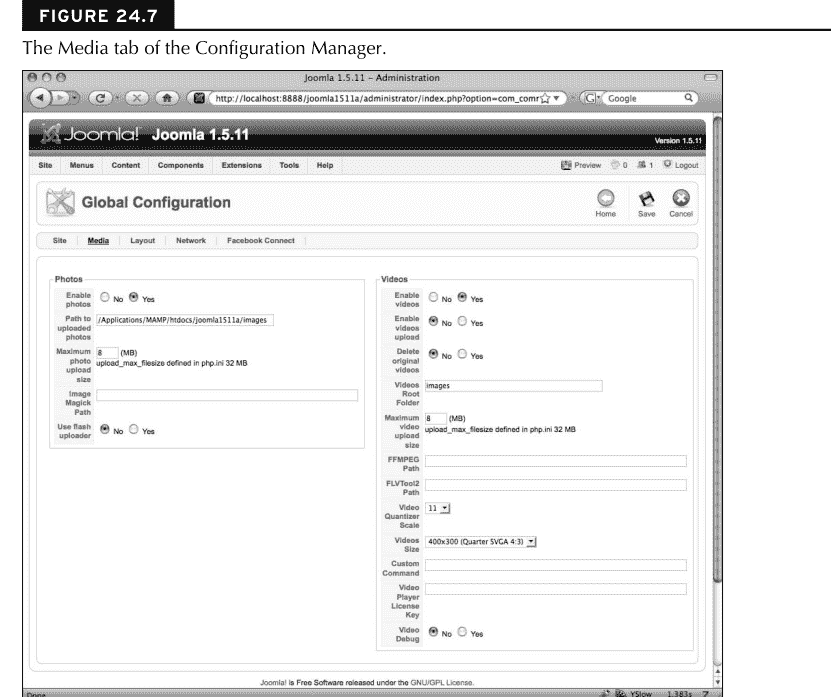 FIGURE 24.7
The Media tab of the Configuration Manager.
Joomla 1.5.11 – Administration
http://localhost:8888/joomla1511a/administrator/index.php?option=com_comr
Google
Joomla! Joomla 1.5.11
Version 1.5.11
Site Menus Content Components Extensions Tools Help Preview 0 1 Logout
Global Configuration
Home Save Cancel
Site Media Layout Network Facebook Connect
Photos
Enable photos No Yes
Path to uploaded photos /Applications/MAMP/htdocs/joomla1511a/images
Maximum photo upload size 8 (MB)
upload_max_filesize defined in php.ini 32 MB
Image Magick Path
Use flash uploader No Yes
Videos
Enable videos No Yes
Enable videos upload No Yes
Delete original videos No Yes
Videos Root Folder images
Maximum video upload size 8 (MB)
upload_max_filesize defined in php.ini 32 MB
FFMPEG Path
FLVTool2 Path
Video Quantizer Scale 11
Videos Size 400x300 (Quarter SVGA 4:3)
Custom Command
Video Player License Key
Video Debug No Yes
Joomla! is Free Software released under the GNU/GPL License.
Done YSlow 1.383s